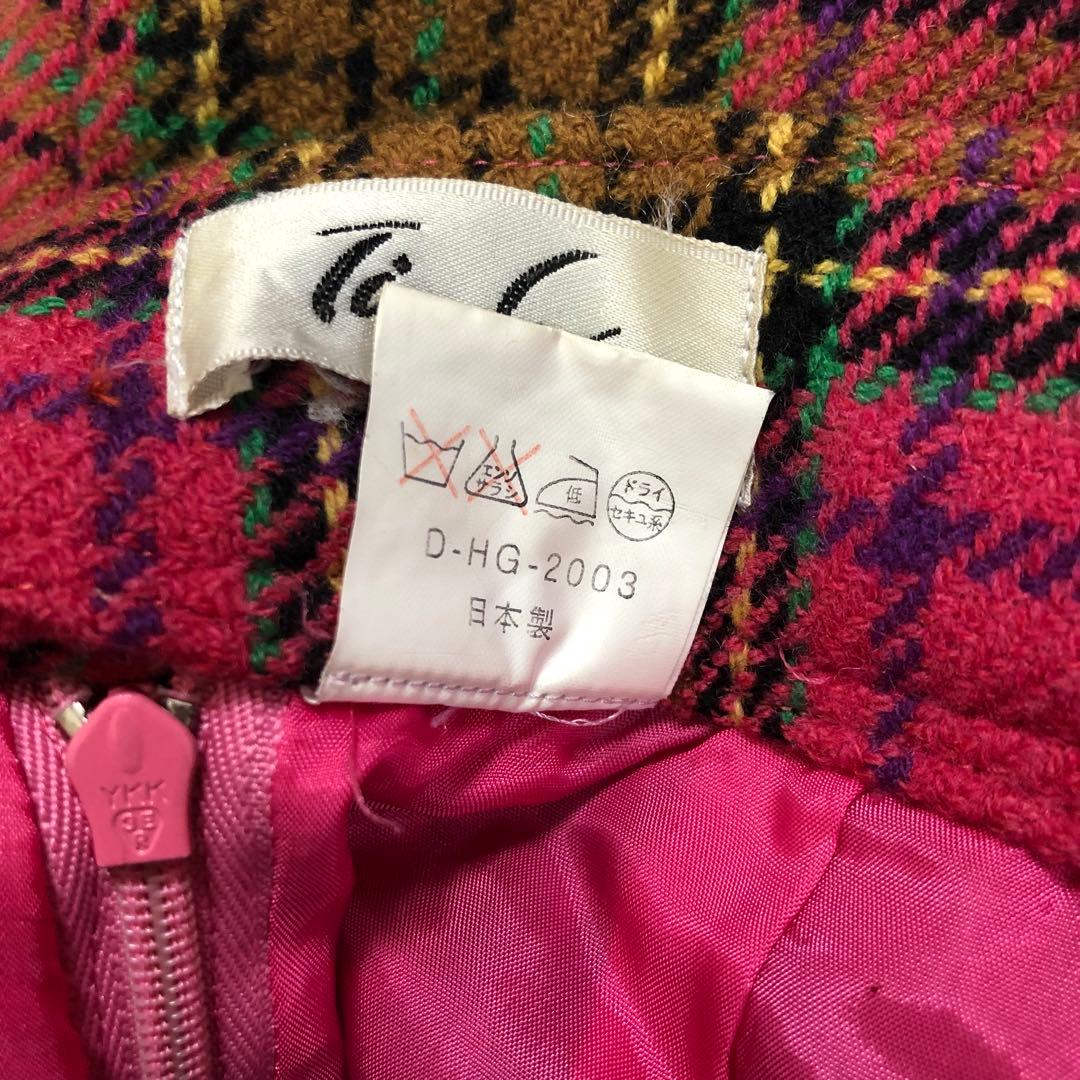 Ti
エンソ
サラシ
低
ドライ
セキユ系
D-HG-2003
日本製
YKK